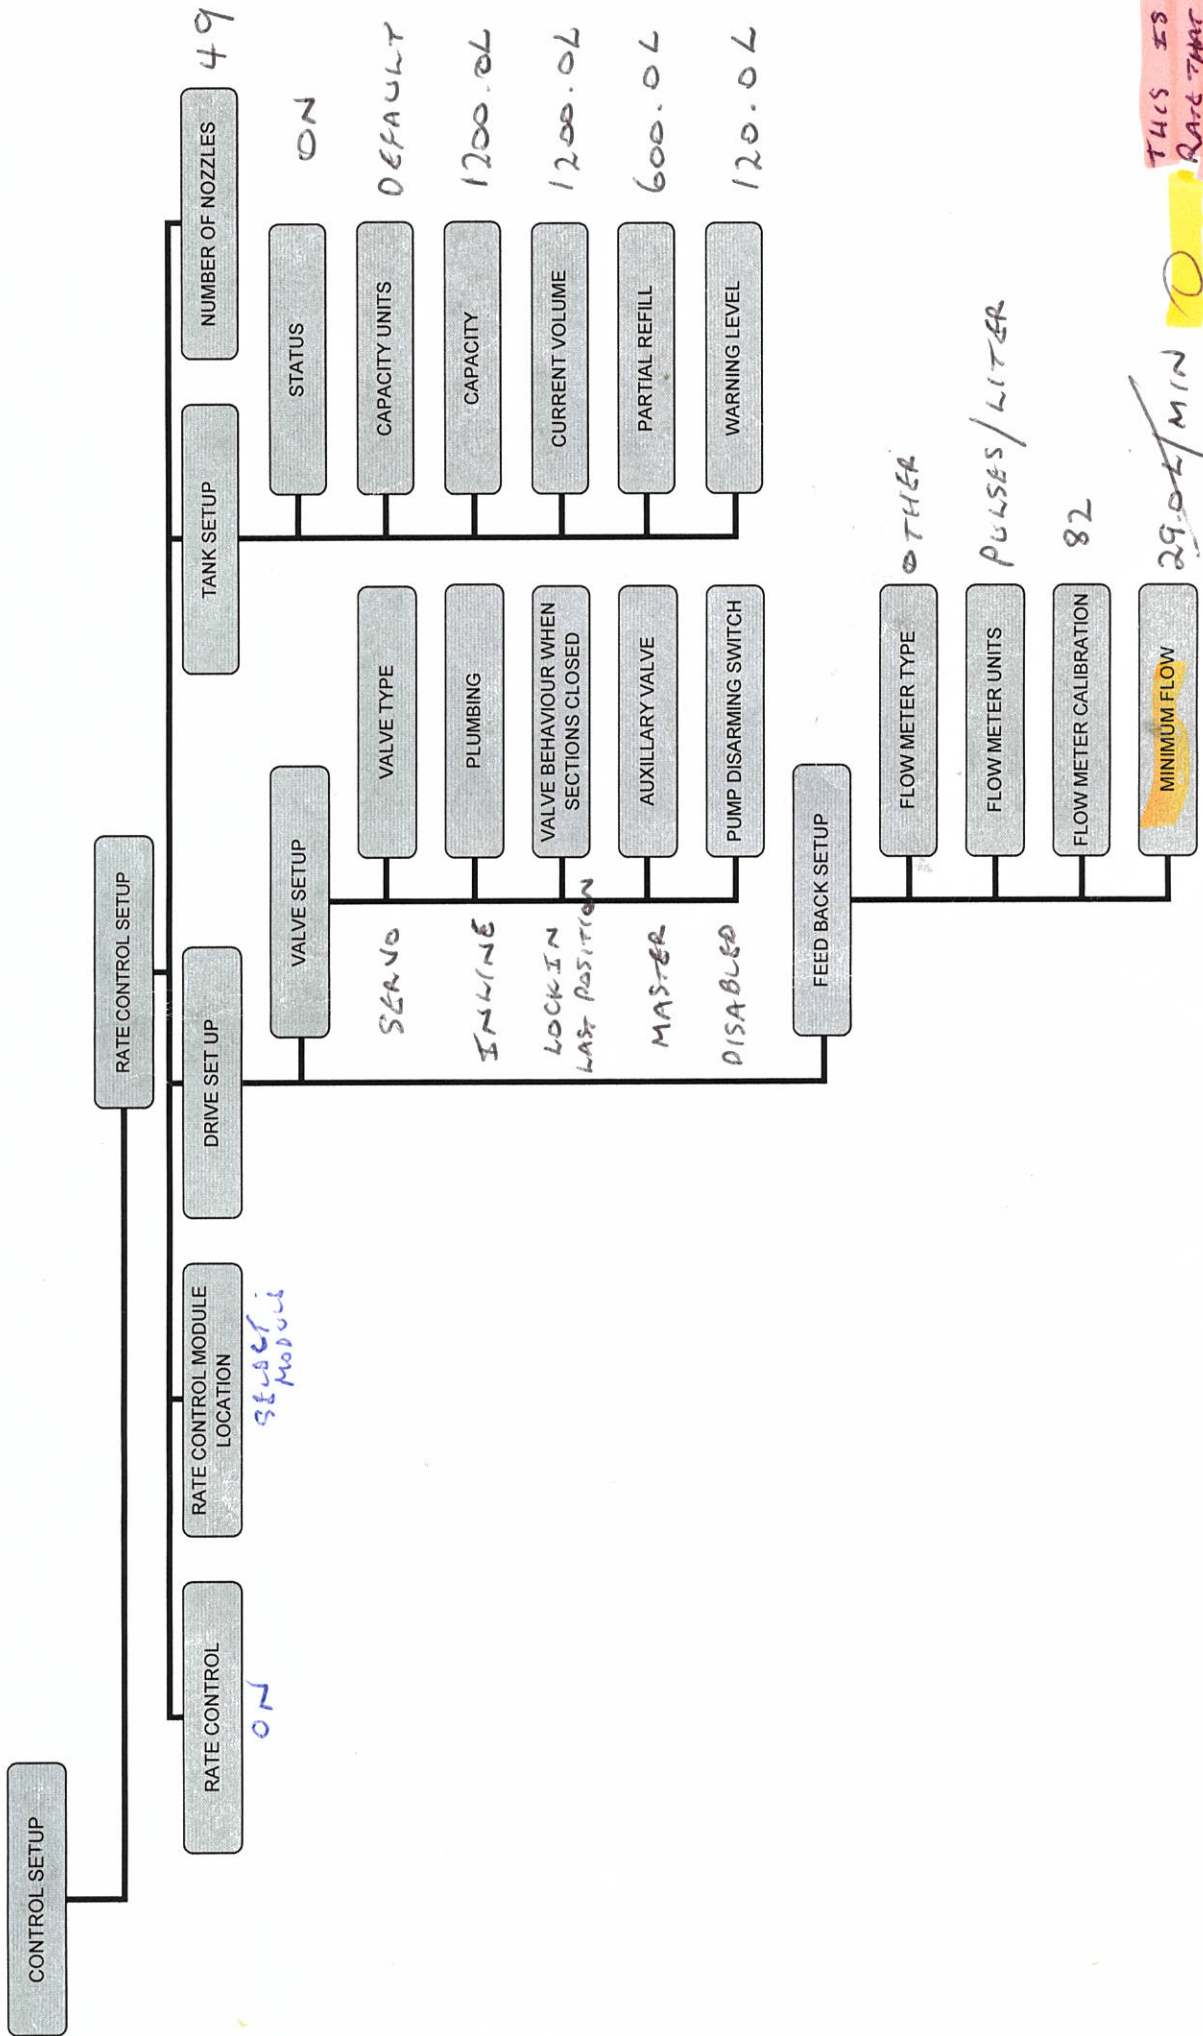 CONTROL SETUP
RATE CONTROL SETUP
RATE CONTROL
ON
RATE CONTROL MODULE
LOCATION
SELECT
MODULE
DRIVE SET UP
VALVE SETUP
VALVE TYPE
SERVO
PLUMBING
INLINE
VALVE BEHAVIOUR WHEN
SECTIONS CLOSED
LOCK IN
LAST POSITION
AUXILLARY VALVE
MASTER
PUMP DISARMING SWITCH
DISABLED
FEED BACK SETUP
FLOW METER TYPE
OTHER
FLOW METER UNITS
PULSES/LITER
FLOW METER CALIBRATION
82
MINIMUM FLOW
29.0L/MIN
THIS IS
RATE THAT
TANK SETUP
STATUS
ON
CAPACITY UNITS
DEFAULT
CAPACITY
1200.0L
CURRENT VOLUME
1200.0L
PARTIAL REFILL
600.0L
WARNING LEVEL
120.0L
NUMBER OF NOZZLES
49